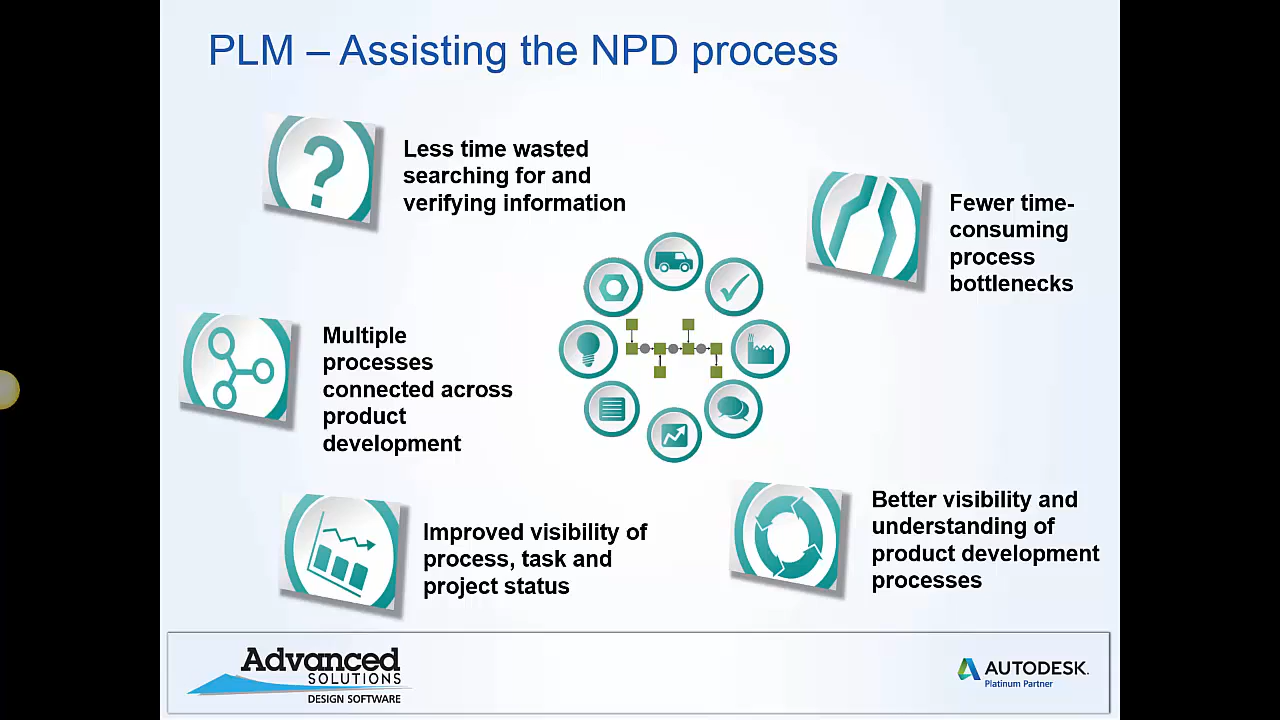 PLM – Assisting the NPD process
Less time wasted
searching for and
verifying information
Fewer time-
consuming
process
bottlenecks
Multiple
processes
connected across
product
development
Improved visibility of
process, task and
project status
Better visibility and
understanding of
product development
processes
Advanced
SOLUTIONS
DESIGN SOFTWARE
AUTODESK.
Platinum Partner